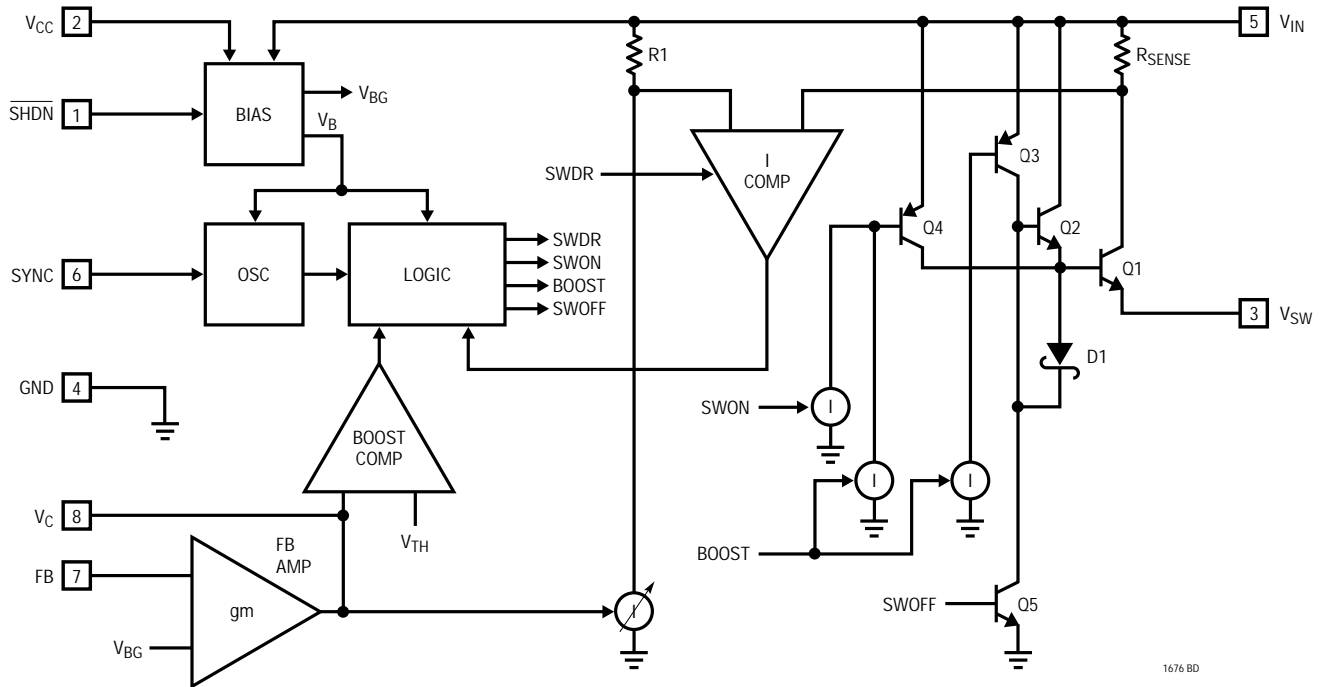 VCC 2
5 VIN
R1
RSENSE
SHDN 1
BIAS
VBG
VB
I
COMP
SWDR
Q3
Q4
Q2
Q1
SYNC 6
OSC
LOGIC
SWDR
SWON
BOOST
SWOFF
3 VSW
D1
GND 4
SWON
I
BOOST
COMP
I
I
VC 8
VTH
BOOST
FB
AMP
FB 7
gm
I
SWOFF
Q5
VBG
1676 BD